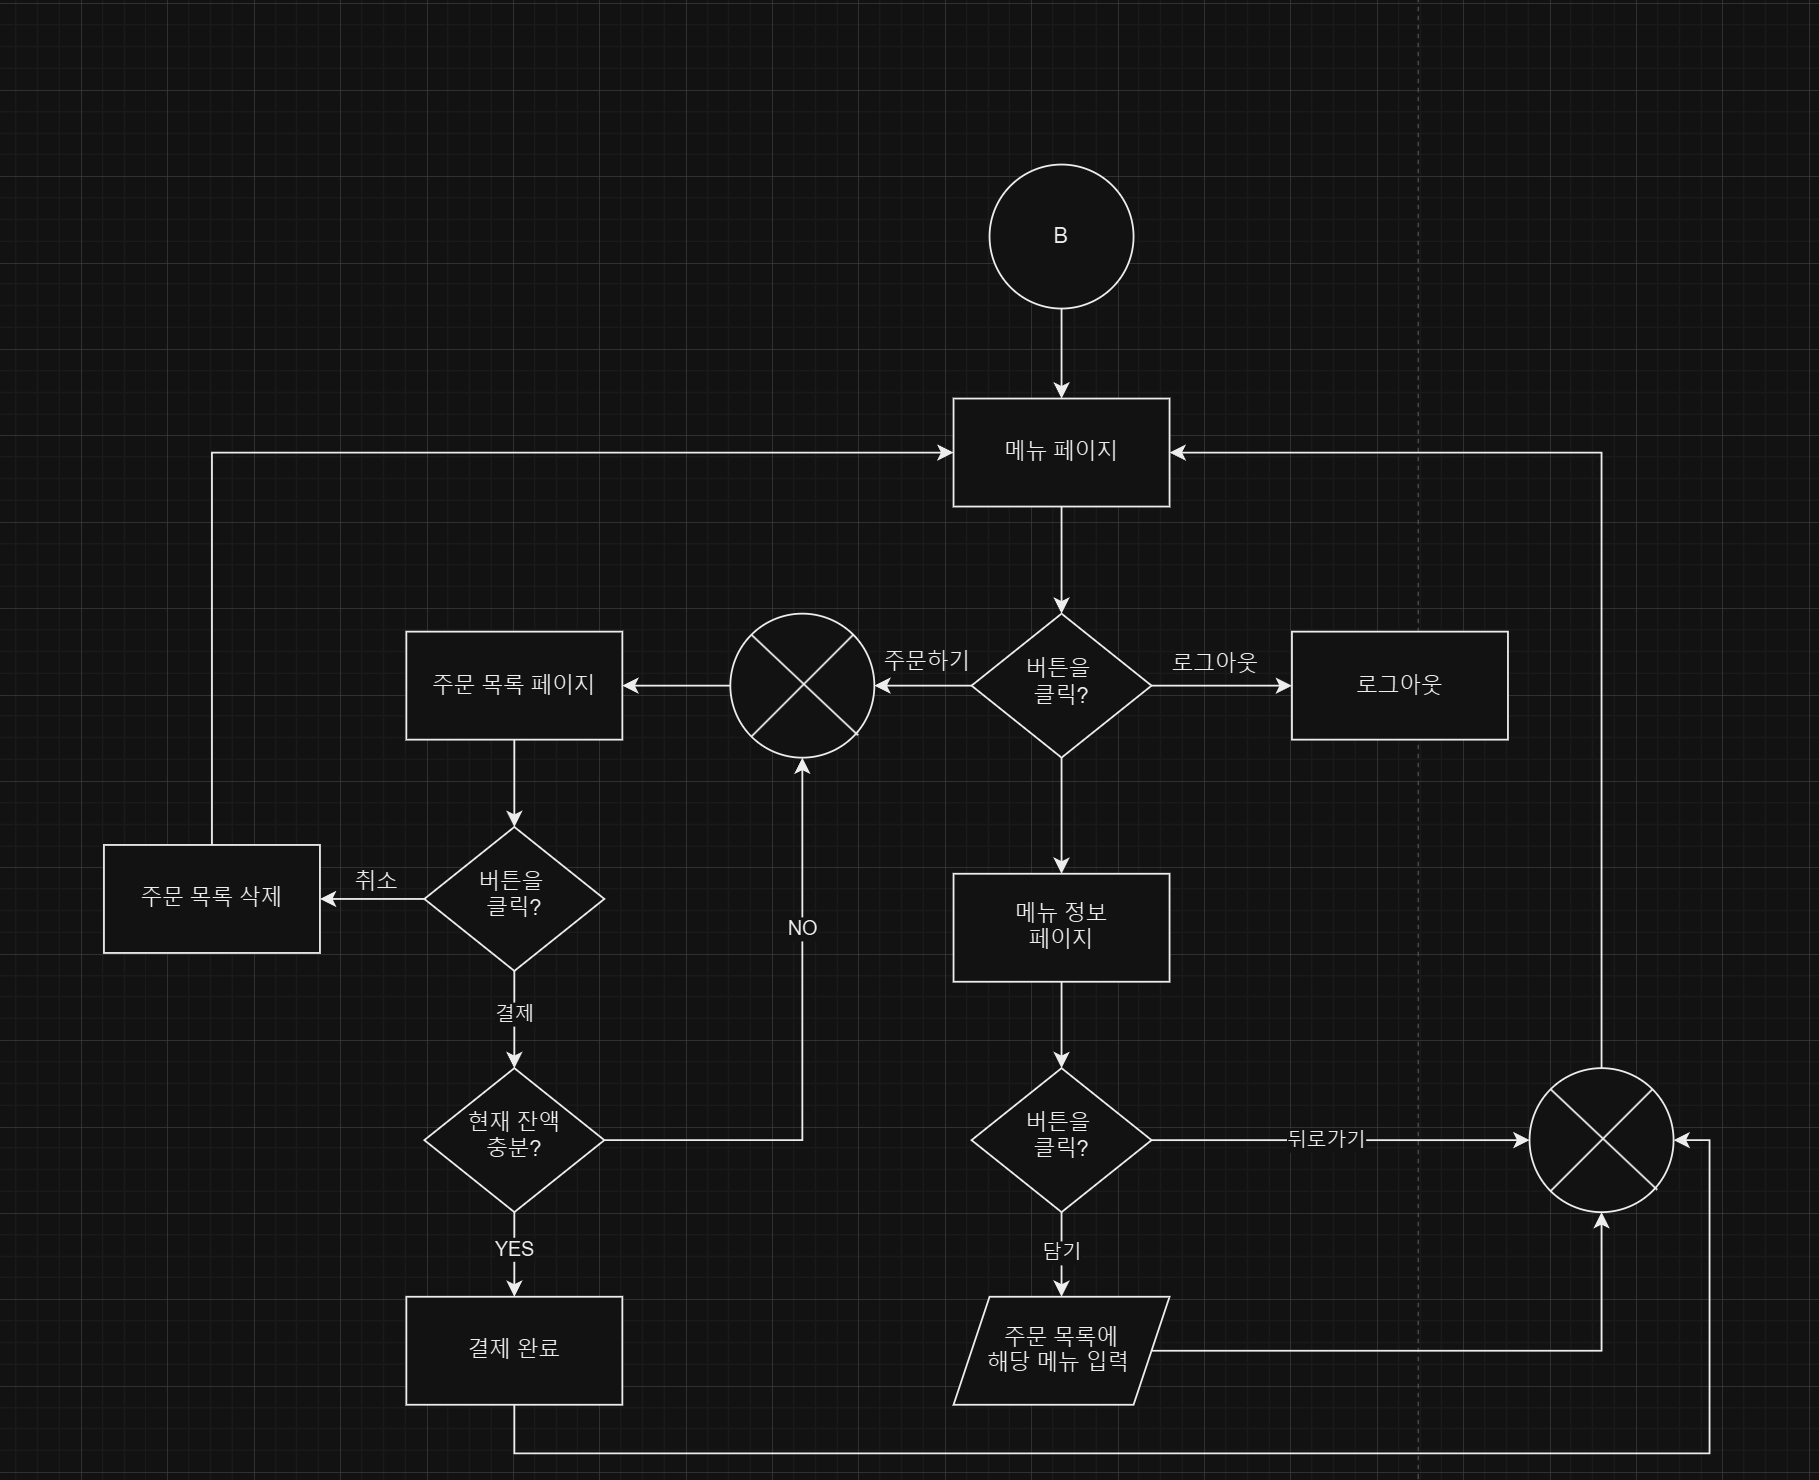 B
메뉴 페이지
주문 목록 페이지
주문하기
버튼을
클릭?
로그아웃
로그아웃
주문 목록 삭제
취소
버튼을
클릭?
NO
메뉴 정보
페이지
결제
현재 잔액
충분?
버튼을
클릭?
뒤로가기
YES
담기
결제 완료
주문 목록에
해당 메뉴 입력